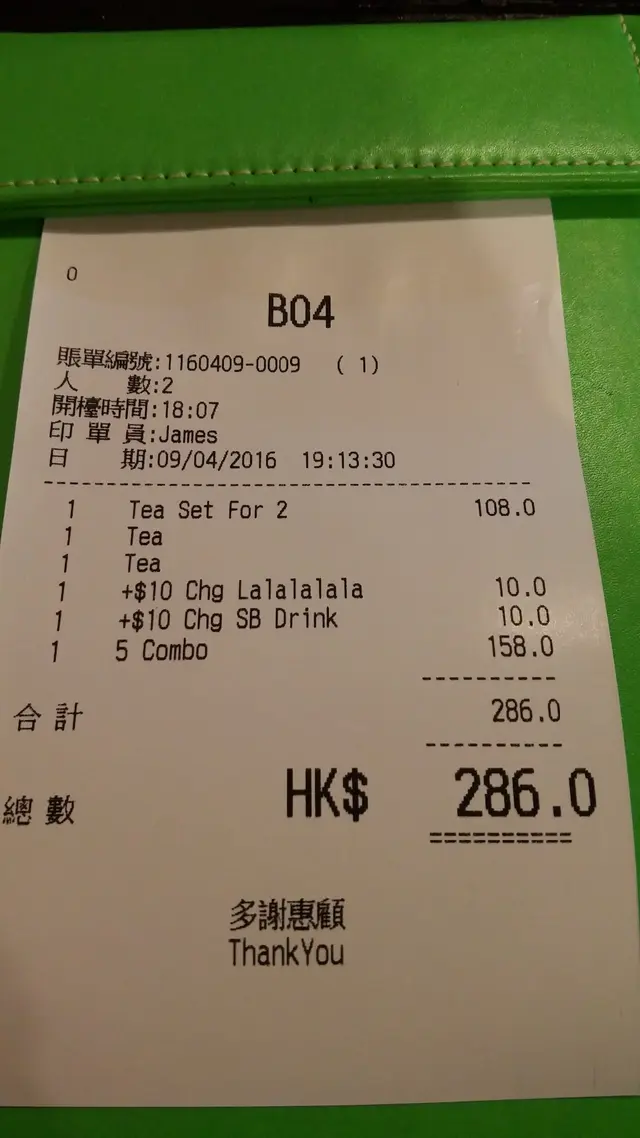 0
B04
賬單編號:1160409-0009 ( 1)
人 數:2
開檯時間:18:07
印 單 員:James
日 期:09/04/2016 19:13:30
1 Tea Set For 2 108.0
1 Tea
1 Tea
1 +$10 Chg Lalalalala 10.0
1 +$10 Chg SB Drink 10.0
1 5 Combo 158.0
合 計 286.0
總 數 HK$ 286.0
多謝惠顧
ThankYou